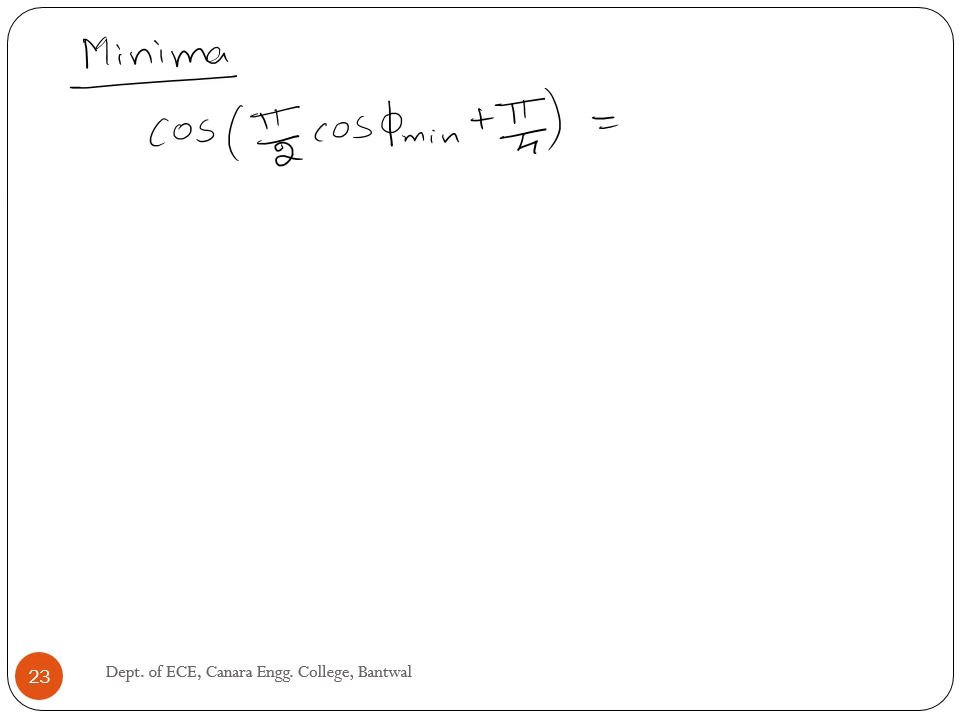 Minima
cos(π/2 cosϕmin + π/4) =
23
Dept. of ECE, Canara Engg. College, Bantwal